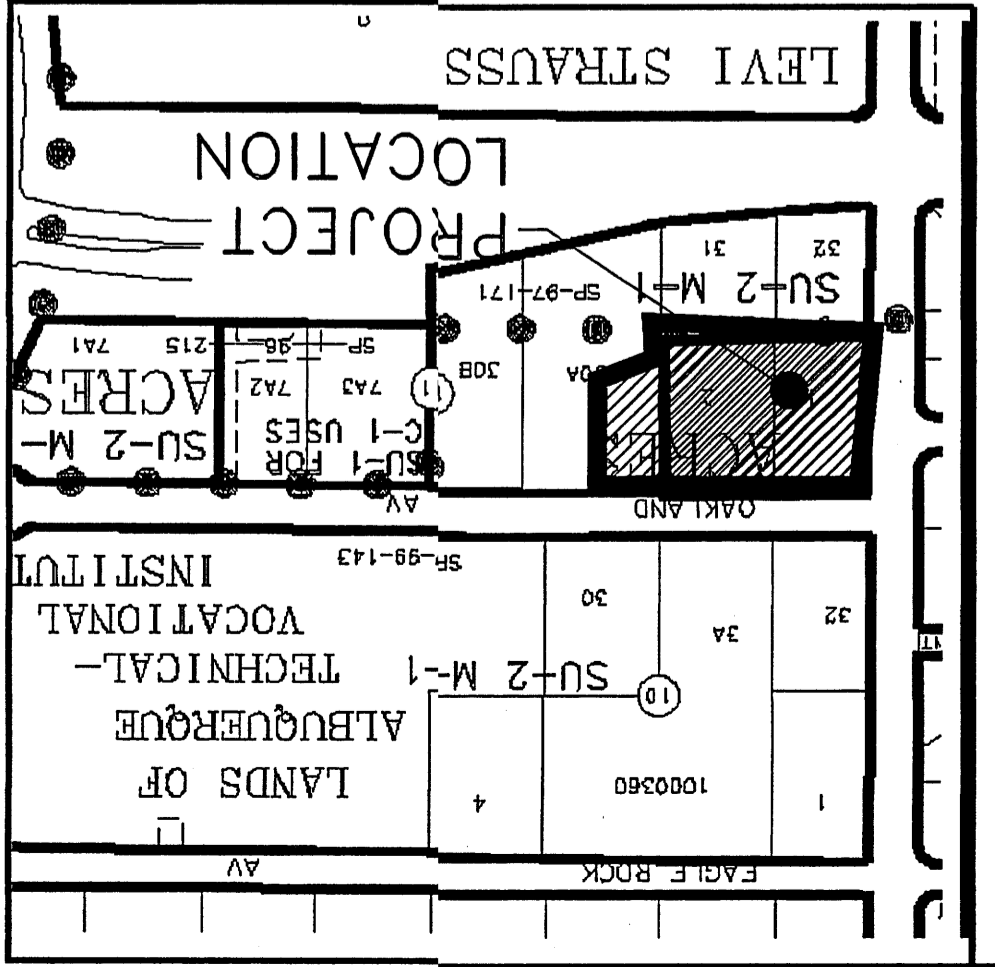 EAGLE ROCK AV
1
1000360
4
LANDS OF
ALBUQUERQUE
TECHNICAL-
VOCATIONAL
INSTITUT
10
SU-2 M-1
32
3A
30
SP-99-143
OAKLAND AV
ACRES
30B
11
SU-1 FOR
C-1 USES
7A3
7A2
SP-96-215
SU-2 M-
ACRES
7A1
SU-2 M-1
32
31
SP-97-171
PROJECT
LOCATION
LEVI STRAUSS